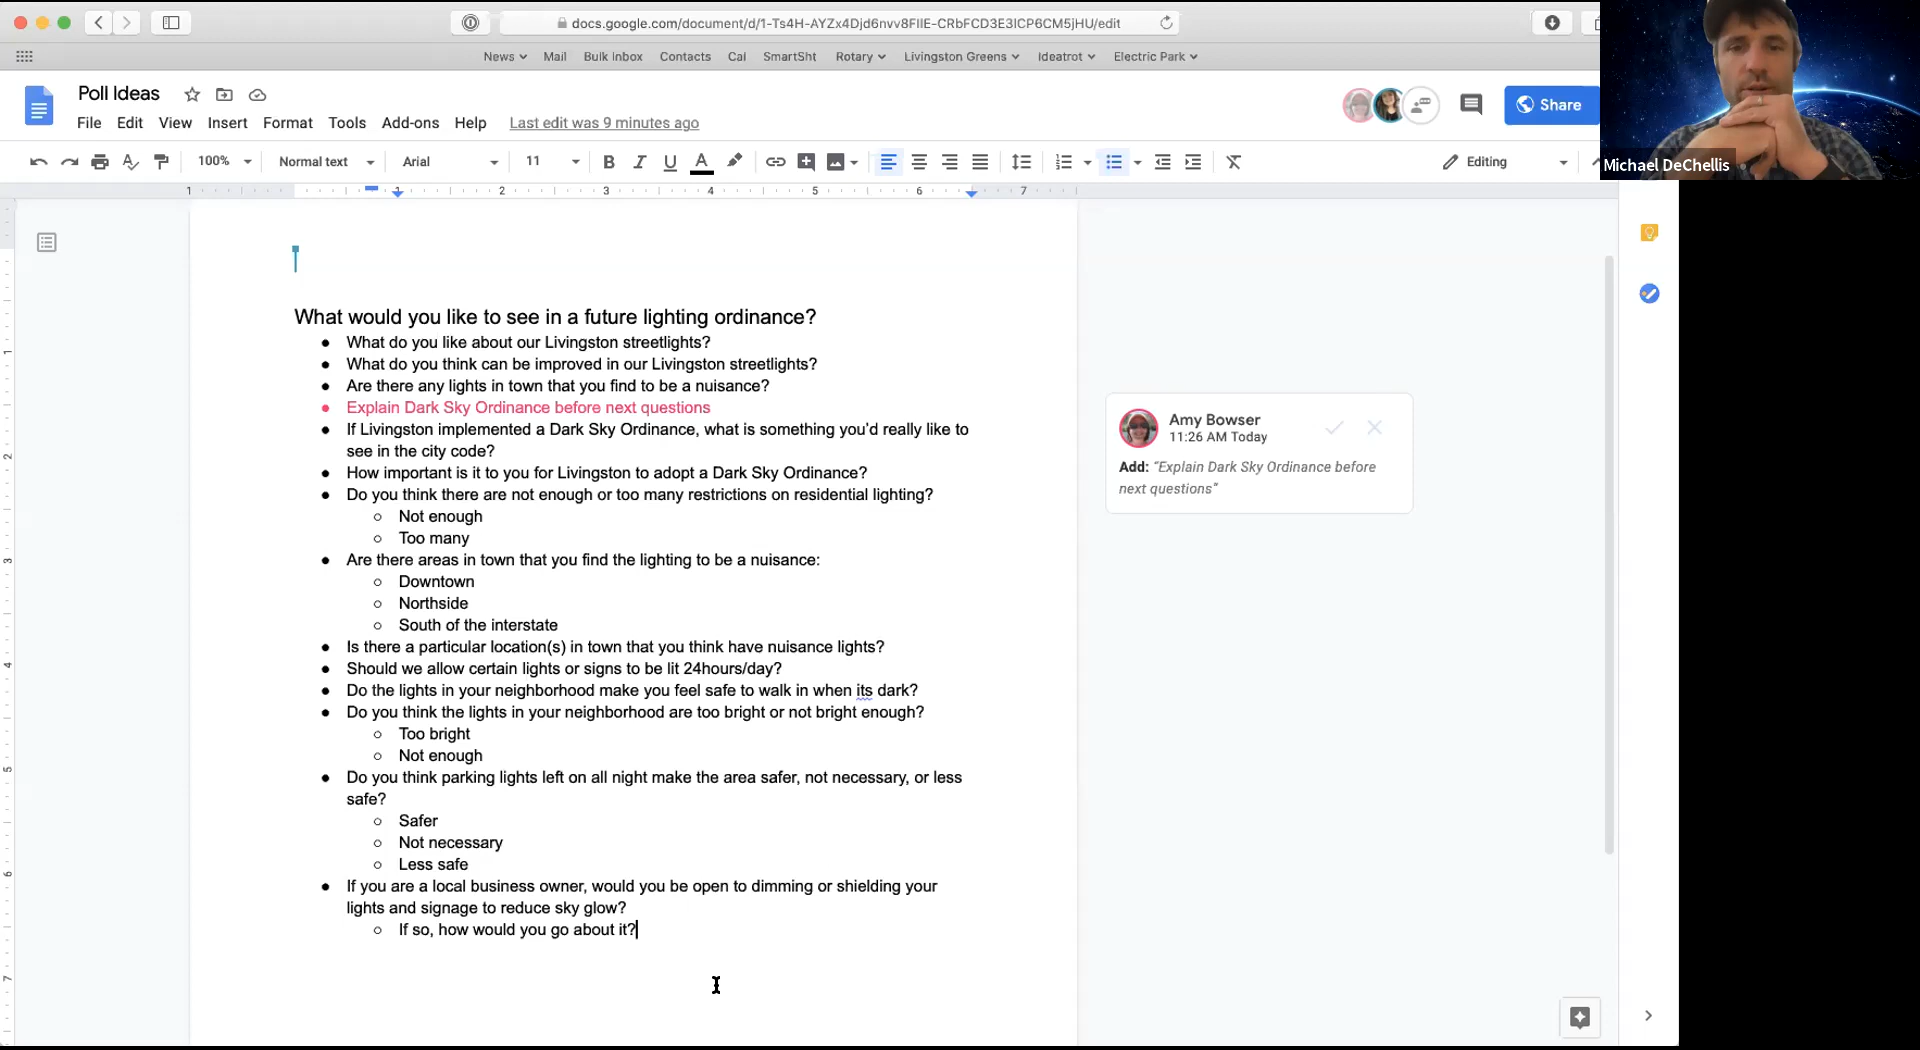 docs.google.com/document/d/1-Ts4H-AYZx4Djd6nvv8FIIE-CRbFCD3E3ICP6CM5jHU/edit
News Mail Bulk Inbox Contacts Cal SmartSht Rotary Livingston Greens Ideatrot Electric Park
Poll Ideas
File Edit View Insert Format Tools Add-ons Help Last edit was 9 minutes ago
Share
100% Normal text Arial 11 B I U A Editing
Michael DeChellis
1 1 2 3 4 5 6 7
What would you like to see in a future lighting ordinance?
● What do you like about our Livingston streetlights?
● What do you think can be improved in our Livingston streetlights?
● Are there any lights in town that you find to be a nuisance?
● Explain Dark Sky Ordinance before next questions
● If Livingston implemented a Dark Sky Ordinance, what is something you'd really like to
see in the city code?
● How important is it to you for Livingston to adopt a Dark Sky Ordinance?
● Do you think there are not enough or too many restrictions on residential lighting?
○ Not enough
○ Too many
● Are there areas in town that you find the lighting to be a nuisance:
○ Downtown
○ Northside
○ South of the interstate
● Is there a particular location(s) in town that you think have nuisance lights?
● Should we allow certain lights or signs to be lit 24hours/day?
● Do the lights in your neighborhood make you feel safe to walk in when its dark?
● Do you think the lights in your neighborhood are too bright or not bright enough?
○ Too bright
○ Not enough
● Do you think parking lights left on all night make the area safer, not necessary, or less
safe?
○ Safer
○ Not necessary
○ Less safe
● If you are a local business owner, would you be open to dimming or shielding your
lights and signage to reduce sky glow?
○ If so, how would you go about it?
Amy Bowser
11:26 AM Today
Add: "Explain Dark Sky Ordinance before
next questions"
1
2
3
4
5
6
7